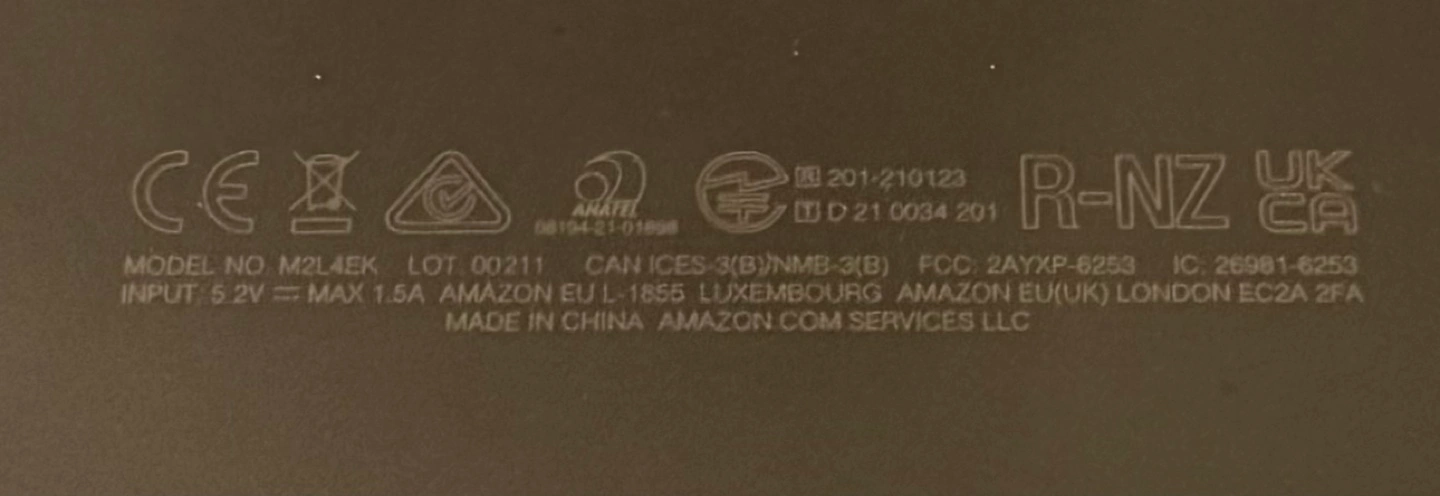 CE ANATEL 06194-21-01898 R 201-210123 R-NZ UK CA
T D 21 0034 201
MODEL NO. M2L4EK LOT. 00211 CAN ICES-3(B)/NMB-3(B) FCC: 2AYXP-6253 IC: 26981-6253
INPUT: 5.2V ⎓ MAX 1.5A AMAZON EU L-1855 LUXEMBOURG AMAZON EU(UK) LONDON EC2A 2FA
MADE IN CHINA AMAZON.COM SERVICES LLC